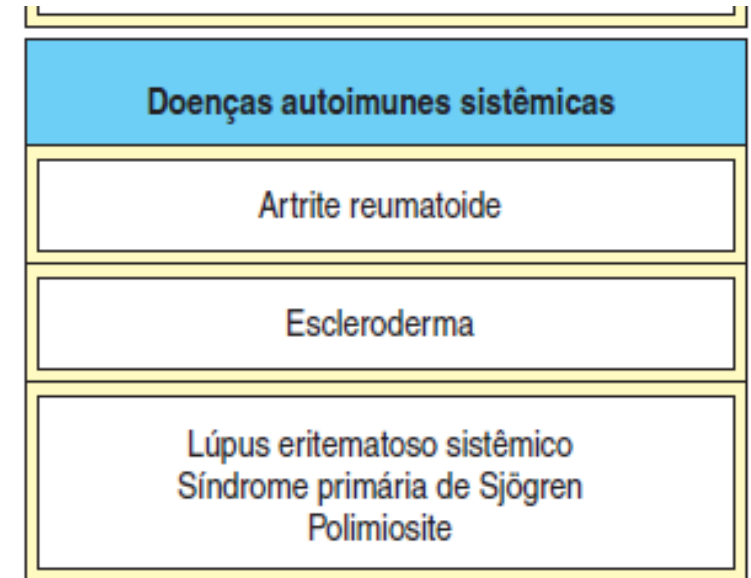 Doenças autoimunes sistêmicas
Artrite reumatoide
Escleroderma
Lúpus eritematoso sistêmico
Síndrome primária de Sjögren
Polimiosite